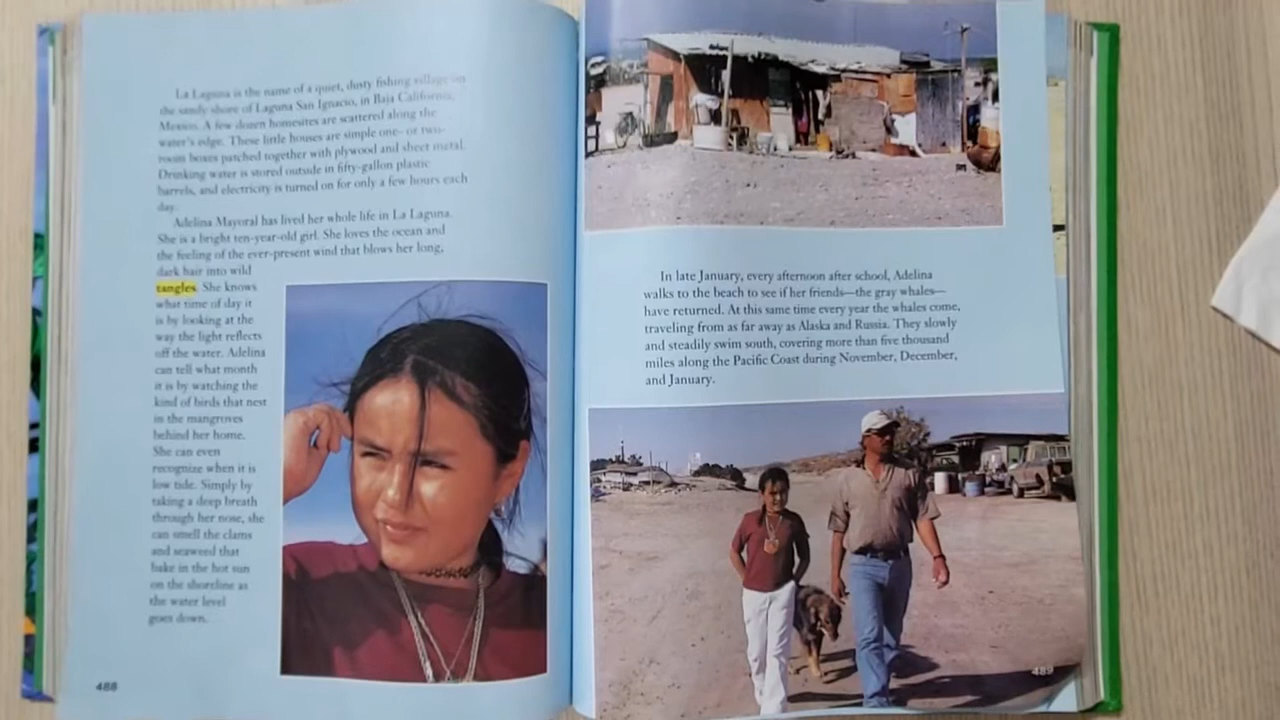 La Laguna is the name of a quiet, dusty fishing village on
the sandy shore of Laguna San Ignacio, in Baja California,
Mexico. A few dozen homesites are scattered along the
water's edge. These little houses are simple one- or two-
room boxes patched together with plywood and sheet metal.
Drinking water is stored outside in fifty-gallon plastic
barrels, and electricity is turned on for only a few hours each
day.
Adelina Mayoral has lived her whole life in La Laguna.
She is a bright ten-year-old girl. She loves the ocean and
the feeling of the ever-present wind that blows her long,
dark hair into wild
tangles. She knows
what time of day it
is by looking at the
way the light reflects
off the water. Adelina
can tell what month
it is by watching the
kind of birds that nest
in the mangroves
behind her home.
She can even
recognize when it is
low tide. Simply by
taking a deep breath
through her nose, she
can smell the clams
and seaweed that
bake in the hot sun
on the shoreline as
the water level
goes down.
488
In late January, every afternoon after school, Adelina
walks to the beach to see if her friends—the gray whales—
have returned. At this same time every year the whales come,
traveling from as far away as Alaska and Russia. They slowly
and steadily swim south, covering more than five thousand
miles along the Pacific Coast during November, December,
and January.
489